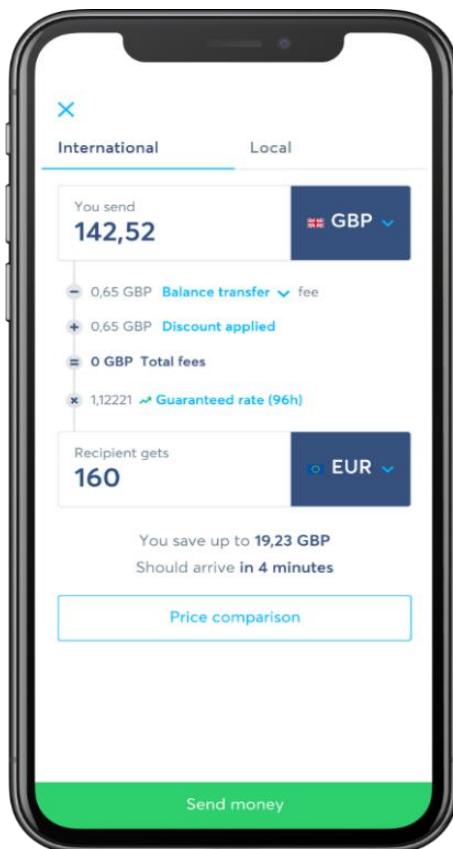 International Local
You send
142,52 GBP
0,65 GBP Balance transfer fee
0,65 GBP Discount applied
= 0 GBP Total fees
1,12221 Guaranteed rate (96h)
Recipient gets
160 EUR
You save up to 19,23 GBP
Should arrive in 4 minutes
Price comparison
Send money